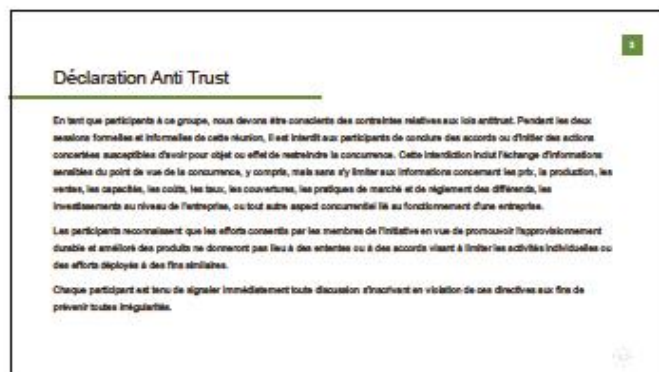 3
Déclaration Anti Trust
En tant que participants à ce groupe, nous devons être conscients des contraintes relatives aux lois antitrust. Pendant les deux
sessions formelles et informelles de cette réunion, il est interdit aux participants de conclure des accords ou d'initier des actions
concertées susceptibles d'avoir pour objet ou effet de restreindre la concurrence. Cette interdiction inclut l'échange d'informations
sensibles du point de vue de la concurrence, y compris, mais sans s'y limiter aux informations concernant les prix, la production, les
ventes, les capacités, les coûts, les taux, les couvertures, les pratiques de marché et de règlement des différends, les
investissements au niveau de l'entreprise, ou tout autre aspect concurrentiel lié au fonctionnement d'une entreprise.
Les participants reconnaissent que les efforts consentis par les membres de l'initiative en vue de promouvoir l'approvisionnement
durable et amélioré des produits ne donneront pas lieu à des ententes ou à des accords visant à limiter les activités individuelles ou
des efforts déployés à des fins similaires.
Chaque participant est tenu de signaler immédiatement toute discussion s'inscrivant en violation de ces directives aux fins de
prévenir toutes irrégularités.